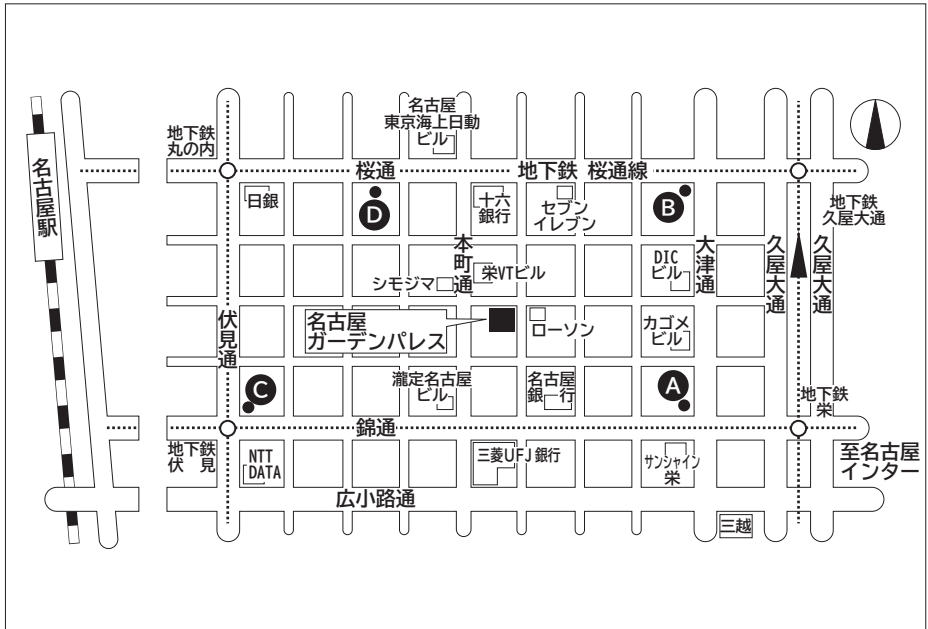 名古屋
東京海上日動
ビル
地下鉄
丸の内
桜通
地下鉄 桜通線
名古屋駅
日銀
D
十六
銀行
セブン
イレブン
B
地下鉄
久屋大通
本町通
栄VTビル
シモジマ
DIC
ビル
大津通
久屋大通
久屋大通
伏見通
名古屋
ガーデンパレス
ローソン
カゴメ
ビル
C
瀧定名古屋
ビル
名古屋
銀行
A
地下鉄
栄
錦通
地下鉄
伏見
NTT
DATA
三菱UFJ銀行
サンシャイン
栄
至名古屋
インター
広小路通
三越